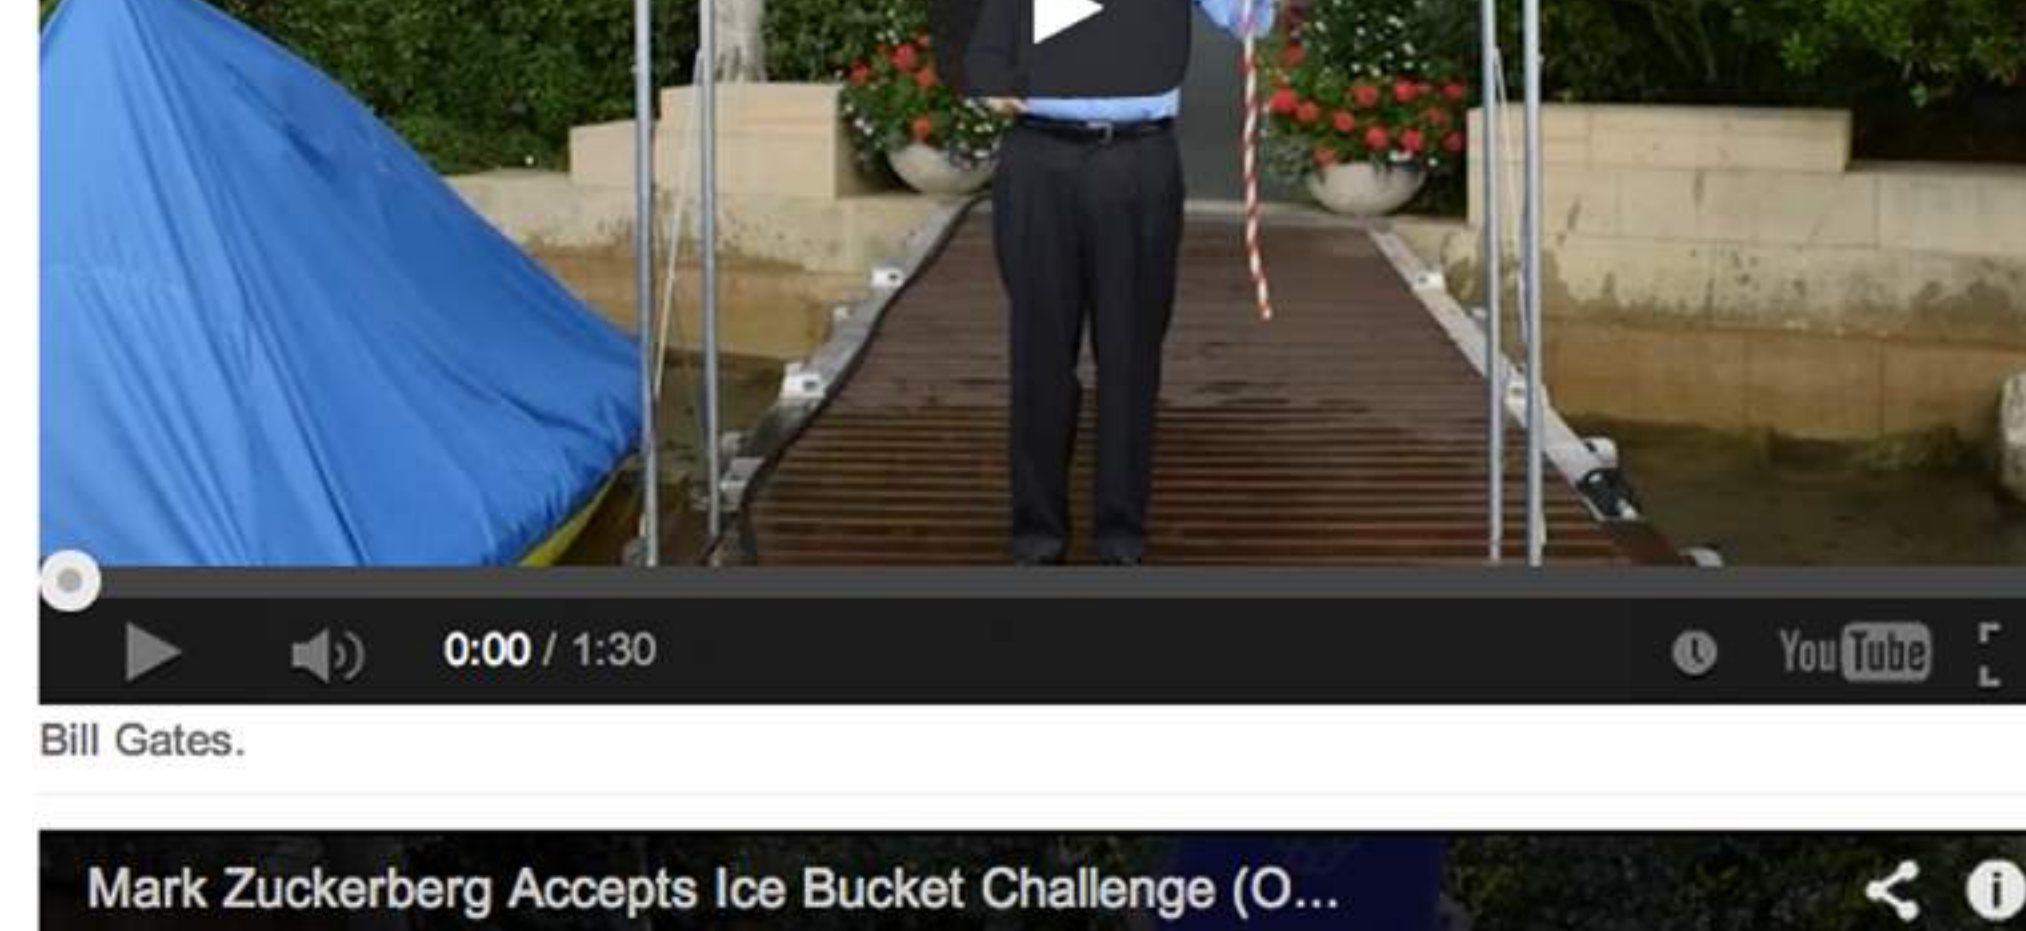 0:00 / 1:30
YouTube
Bill Gates.
Mark Zuckerberg Accepts Ice Bucket Challenge (O...